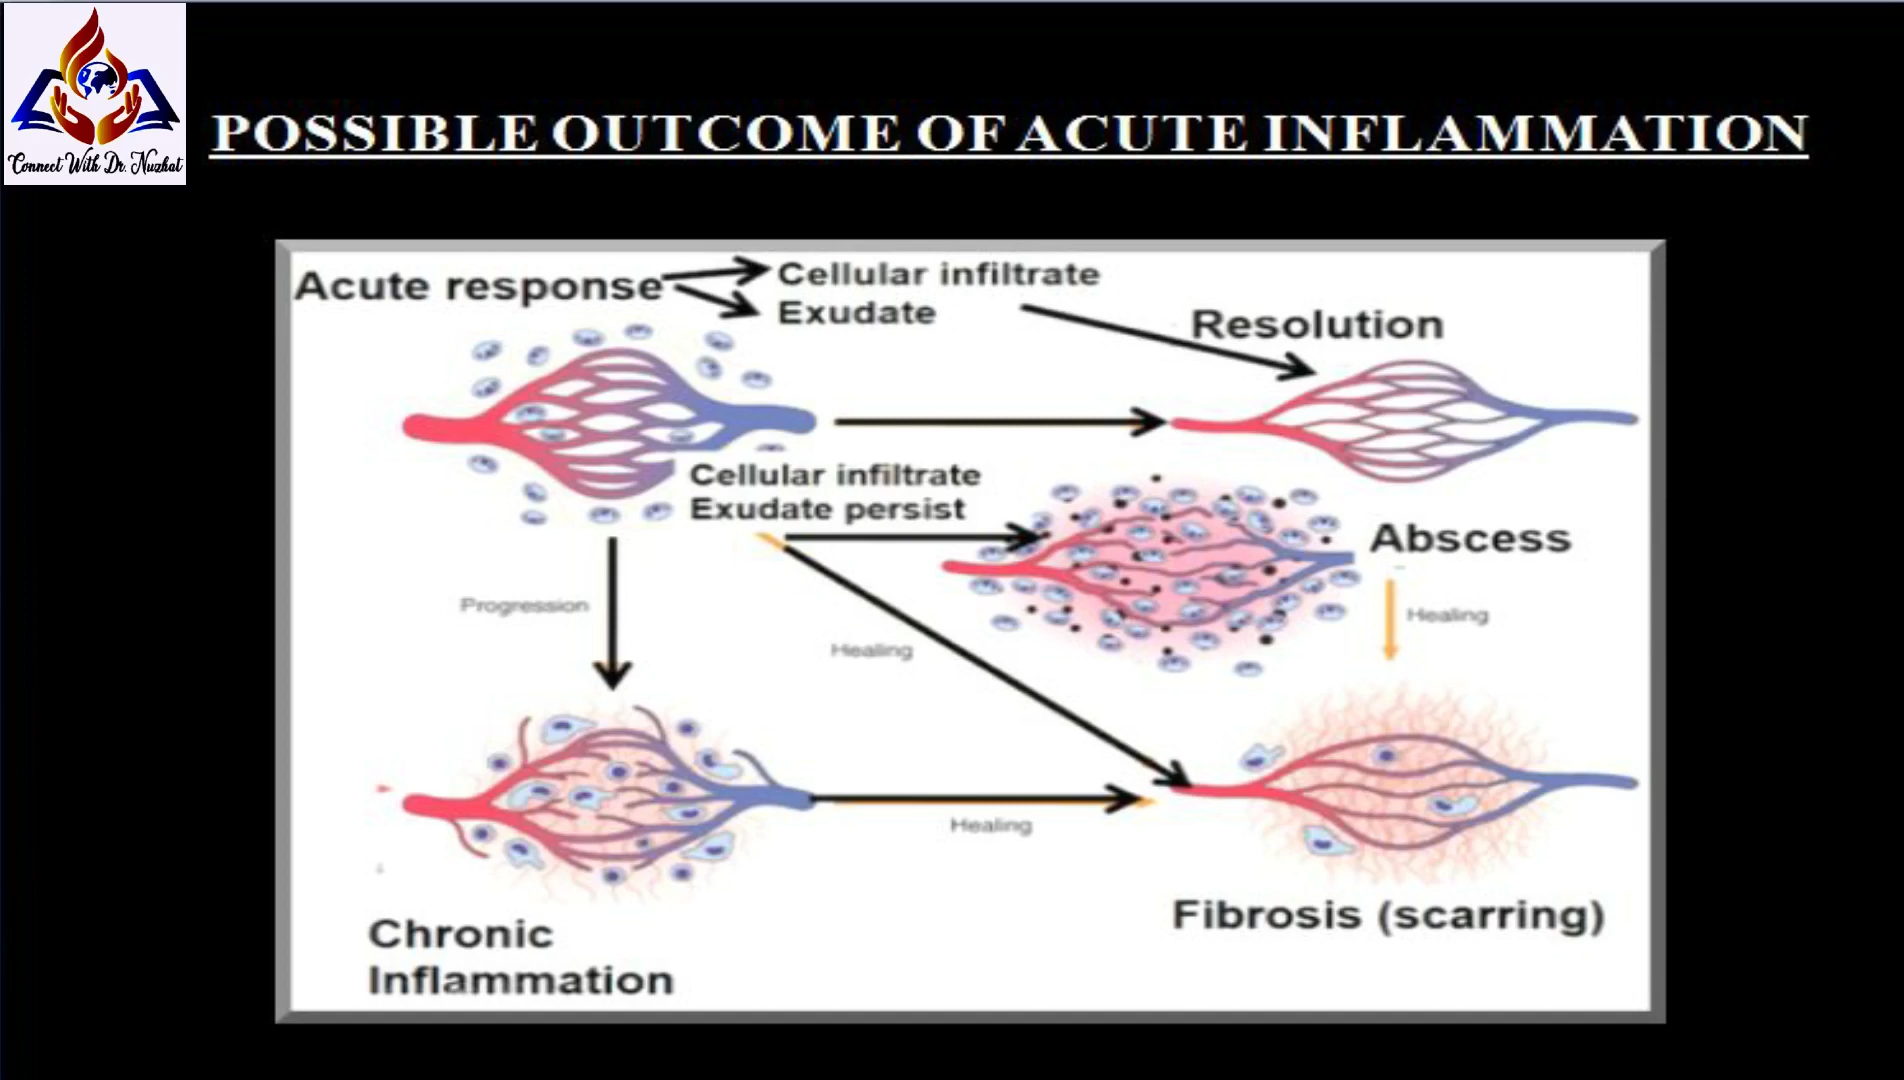 Connect With Dr. Nuzhat
POSSIBLE OUTCOME OF ACUTE INFLAMMATION
Acute response
Cellular infiltrate
Exudate
Resolution
Cellular infiltrate
Exudate persist
Abscess
Progression
Healing
Healing
Healing
Chronic
Inflammation
Fibrosis (scarring)